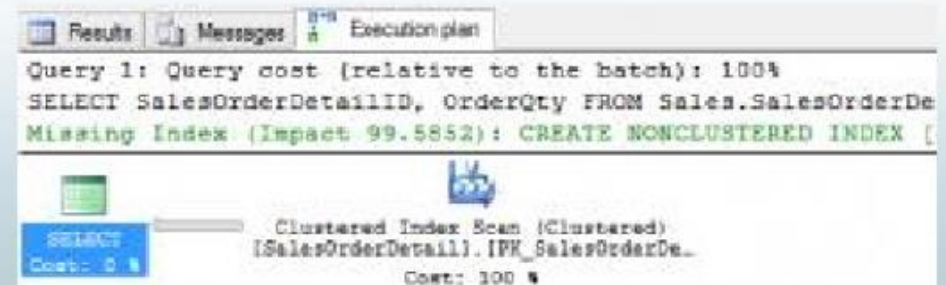 Results Messages Execution plan
Query 1: Query cost (relative to the batch): 100%
SELECT SalesOrderDetailID, OrderQty FROM Sales.SalesOrderDe
Missing Index (Impact 99.5852): CREATE NONCLUSTERED INDEX [
SELECT
Cost: 0 %
Clustered Index Scan (Clustered)
[SalesOrderDetail].[PK_SalesOrderDe…
Cost: 100 %